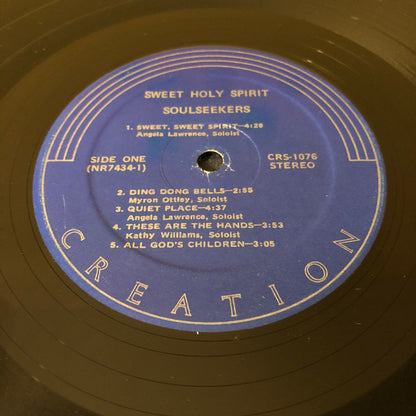 SWEET HOLY SPIRIT
SOULSEEKERS
1. SWEET, SWEET SPIRIT—4:28
Angela Lawrence, Soloist
SIDE ONE
(NR7434-1)
CRS-1076
STEREO
2. DING DONG BELLS—2:55
Myron Ottley, Soloist
3. QUIET PLACE—4:37
Angela Lawrence, Soloist
4. THESE ARE THE HANDS—3:53
Kathy Williams, Soloist
5. ALL GOD'S CHILDREN—3:05
CREATION